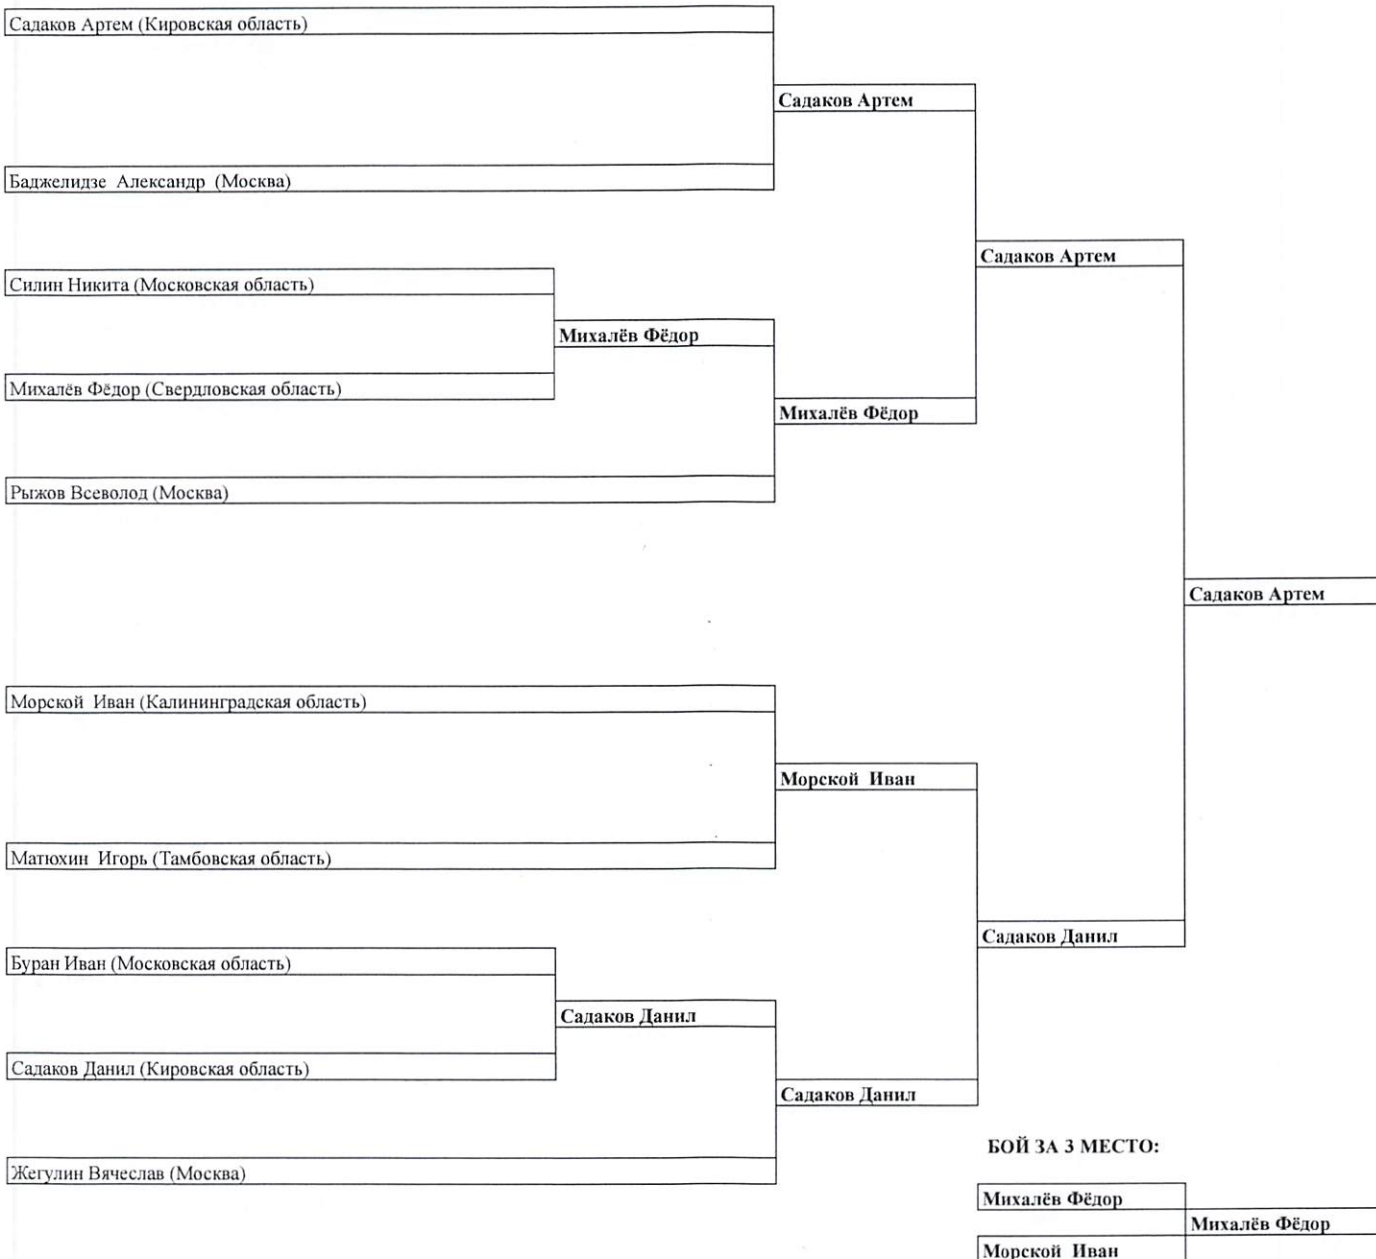 Садаков Артем (Кировская область)
Садаков Артем
Баджелидзе Александр (Москва)
Садаков Артем
Силин Никита (Московская область)
Михалёв Фёдор
Михалёв Фёдор (Свердловская область)
Михалёв Фёдор
Рыжов Всеволод (Москва)
Садаков Артем
Морской Иван (Калининградская область)
Морской Иван
Матюхин Игорь (Тамбовская область)
Садаков Данил
Буран Иван (Московская область)
Садаков Данил
Садаков Данил (Кировская область)
Садаков Данил
БОЙ ЗА 3 МЕСТО:
Жегулин Вячеслав (Москва)
Михалёв Фёдор
Михалёв Фёдор
Морской Иван